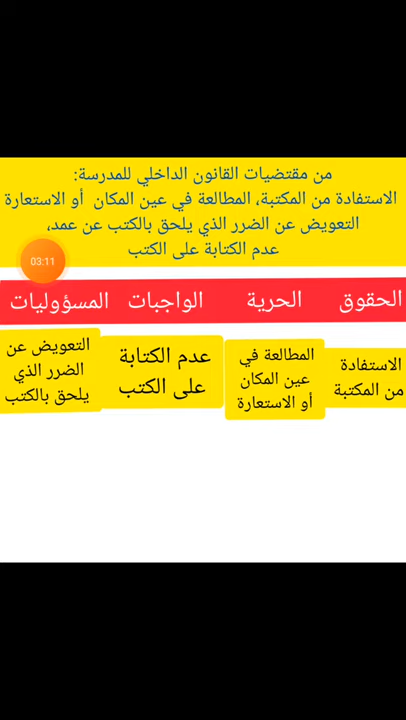 من مقتضيات القانون الداخلي للمدرسة:
الاستفادة من المكتبة، المطالعة في عين المكان أو الاستعارة
التعويض عن الضرر الذي يلحق بالكتب عن عمد،
عدم الكتابة على الكتب
03:11
الحقوق
الحرية
الواجبات
المسؤوليات
الاستفادة
من المكتبة
المطالعة في
عين المكان
أو الاستعارة
عدم الكتابة
على الكتب
التعويض عن
الضرر الذي
يلحق بالكتب